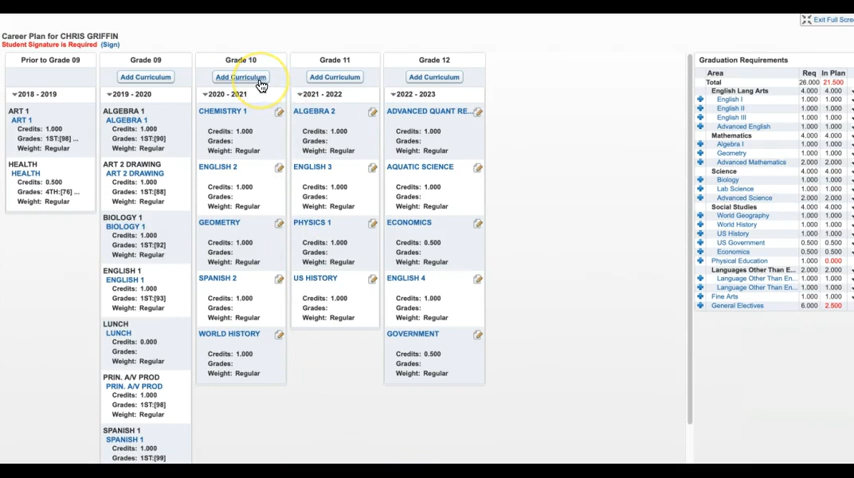 Exit Full Scre
Career Plan for CHRIS GRIFFIN
Student Signature is Required (Sign)
Prior to Grade 09
2018 - 2019
ART 1
ART 1
Credits: 1.000
Grades: 1ST:[98] ...
Weight: Regular
HEALTH
HEALTH
Credits: 0.500
Grades: 4TH:[76] ...
Weight: Regular
Grade 09
Add Curriculum
2019 - 2020
ALGEBRA 1
ALGEBRA 1
Credits: 1.000
Grades: 1ST:[90]
Weight: Regular
ART 2 DRAWING
ART 2 DRAWING
Credits: 1.000
Grades: 1ST:[88]
Weight: Regular
BIOLOGY 1
BIOLOGY 1
Credits: 1.000
Grades: 1ST:[92]
Weight: Regular
ENGLISH 1
ENGLISH 1
Credits: 1.000
Grades: 1ST:[93]
Weight: Regular
LUNCH
LUNCH
Credits: 0.000
Grades:
Weight: Regular
PRIN. A/V PROD
PRIN. A/V PROD
Credits: 1.000
Grades: 1ST:[98]
Weight: Regular
SPANISH 1
SPANISH 1
Credits: 1.000
Grades: 1ST:[99]
Grade 10
Add Curriculum
2020 - 2021
CHEMISTRY 1
Credits: 1.000
Grades:
Weight: Regular
ENGLISH 2
Credits: 1.000
Grades:
Weight: Regular
GEOMETRY
Credits: 1.000
Grades:
Weight: Regular
SPANISH 2
Credits: 1.000
Grades:
Weight: Regular
WORLD HISTORY
Credits: 1.000
Grades:
Weight: Regular
Grade 11
Add Curriculum
2021 - 2022
ALGEBRA 2
Credits: 1.000
Grades:
Weight: Regular
ENGLISH 3
Credits: 1.000
Grades:
Weight: Regular
PHYSICS 1
Credits: 1.000
Grades:
Weight: Regular
US HISTORY
Credits: 1.000
Grades:
Weight: Regular
Grade 12
Add Curriculum
2022 - 2023
ADVANCED QUANT RE...
Credits: 1.000
Grades:
Weight: Regular
AQUATIC SCIENCE
Credits: 1.000
Grades:
Weight: Regular
ECONOMICS
Credits: 0.500
Grades:
Weight: Regular
ENGLISH 4
Credits: 1.000
Grades:
Weight: Regular
GOVERNMENT
Credits: 0.500
Grades:
Weight: Regular
Graduation Requirements
Area Req In Plan
Total 26.000 21.500
English Lang Arts 4.000 4.000
English I 1.000 1.000
English II 1.000 1.000
English III 1.000 1.000
Advanced English 1.000 1.000
Mathematics 4.000 4.000
Algebra I 1.000 1.000
Geometry 1.000 1.000
Advanced Mathematics 2.000 2.000
Science 4.000 4.000
Biology 1.000 1.000
Lab Science 1.000 1.000
Advanced Science 2.000 2.000
Social Studies 4.000 4.000
World Geography 1.000 1.000
World History 1.000 1.000
US History 1.000 1.000
US Government 0.500 0.500
Economics 0.500 0.500
Physical Education 1.000 0.000
Languages Other Than E... 2.000 2.000
Language Other Than En... 1.000 1.000
Language Other Than En... 1.000 1.000
Fine Arts 1.000 1.000
General Electives 6.000 2.500